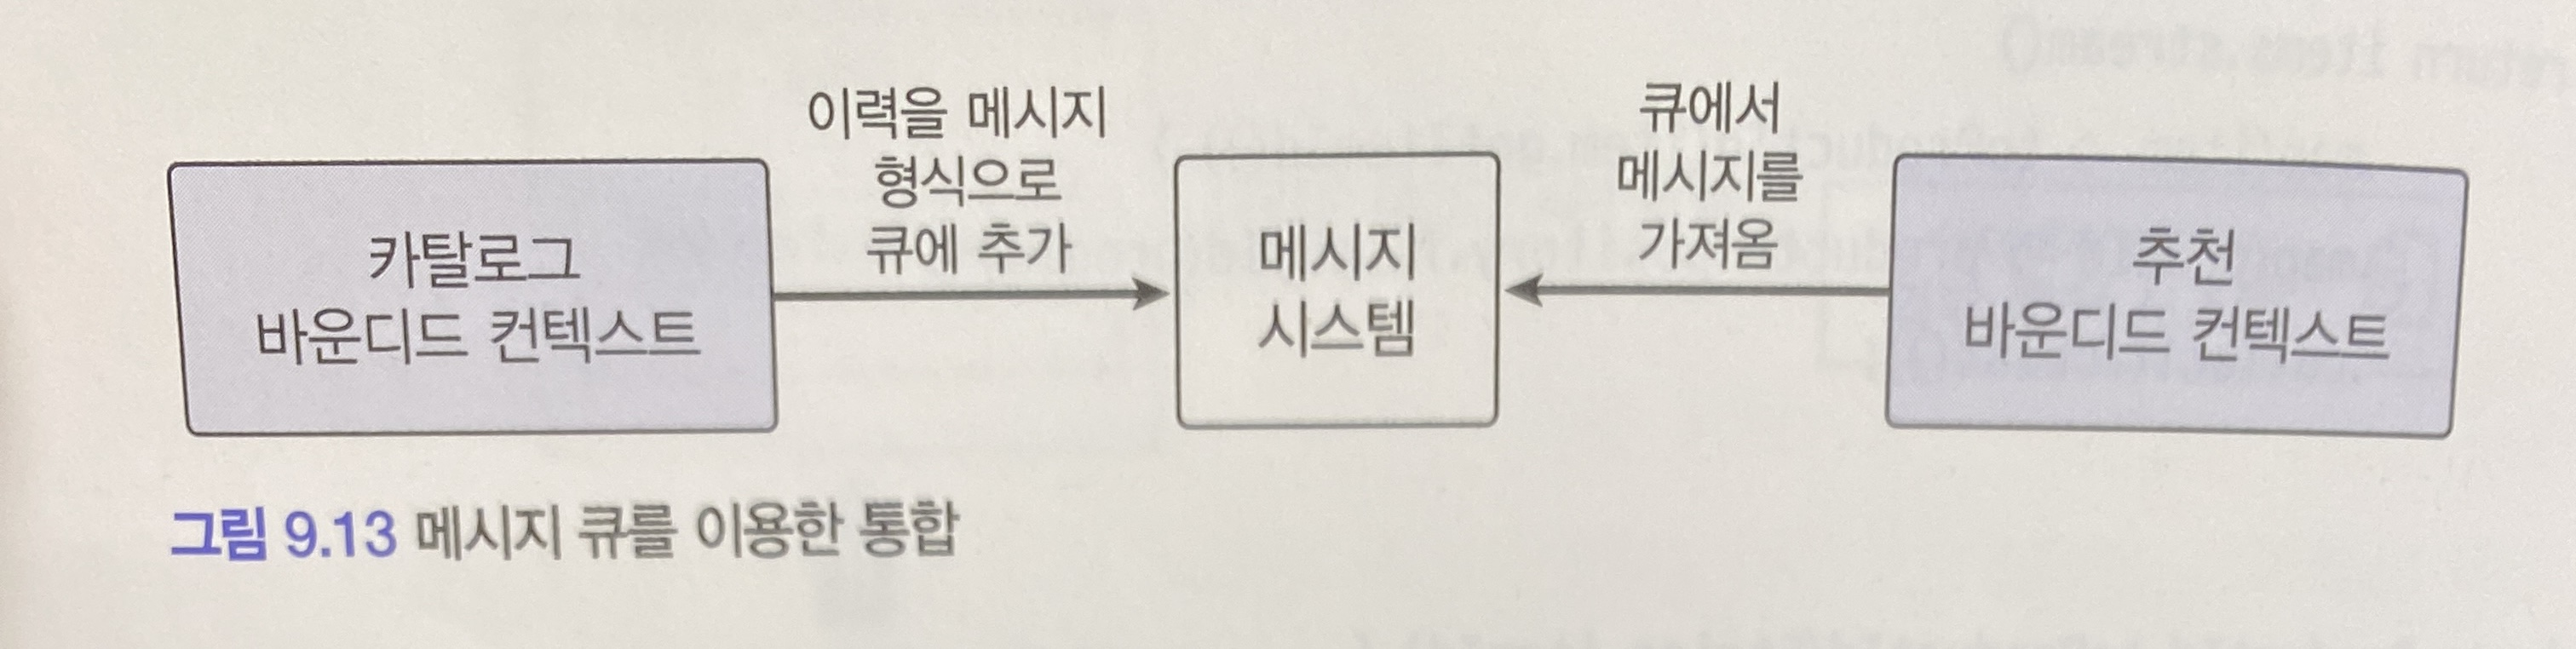 return items.stream()
이력을 메시지
형식으로
큐에 추가
큐에서
메시지를
가져옴
카탈로그
바운디드 컨텍스트
메시지
시스템
추천
바운디드 컨텍스트
그림 9.13 메시지 큐를 이용한 통합